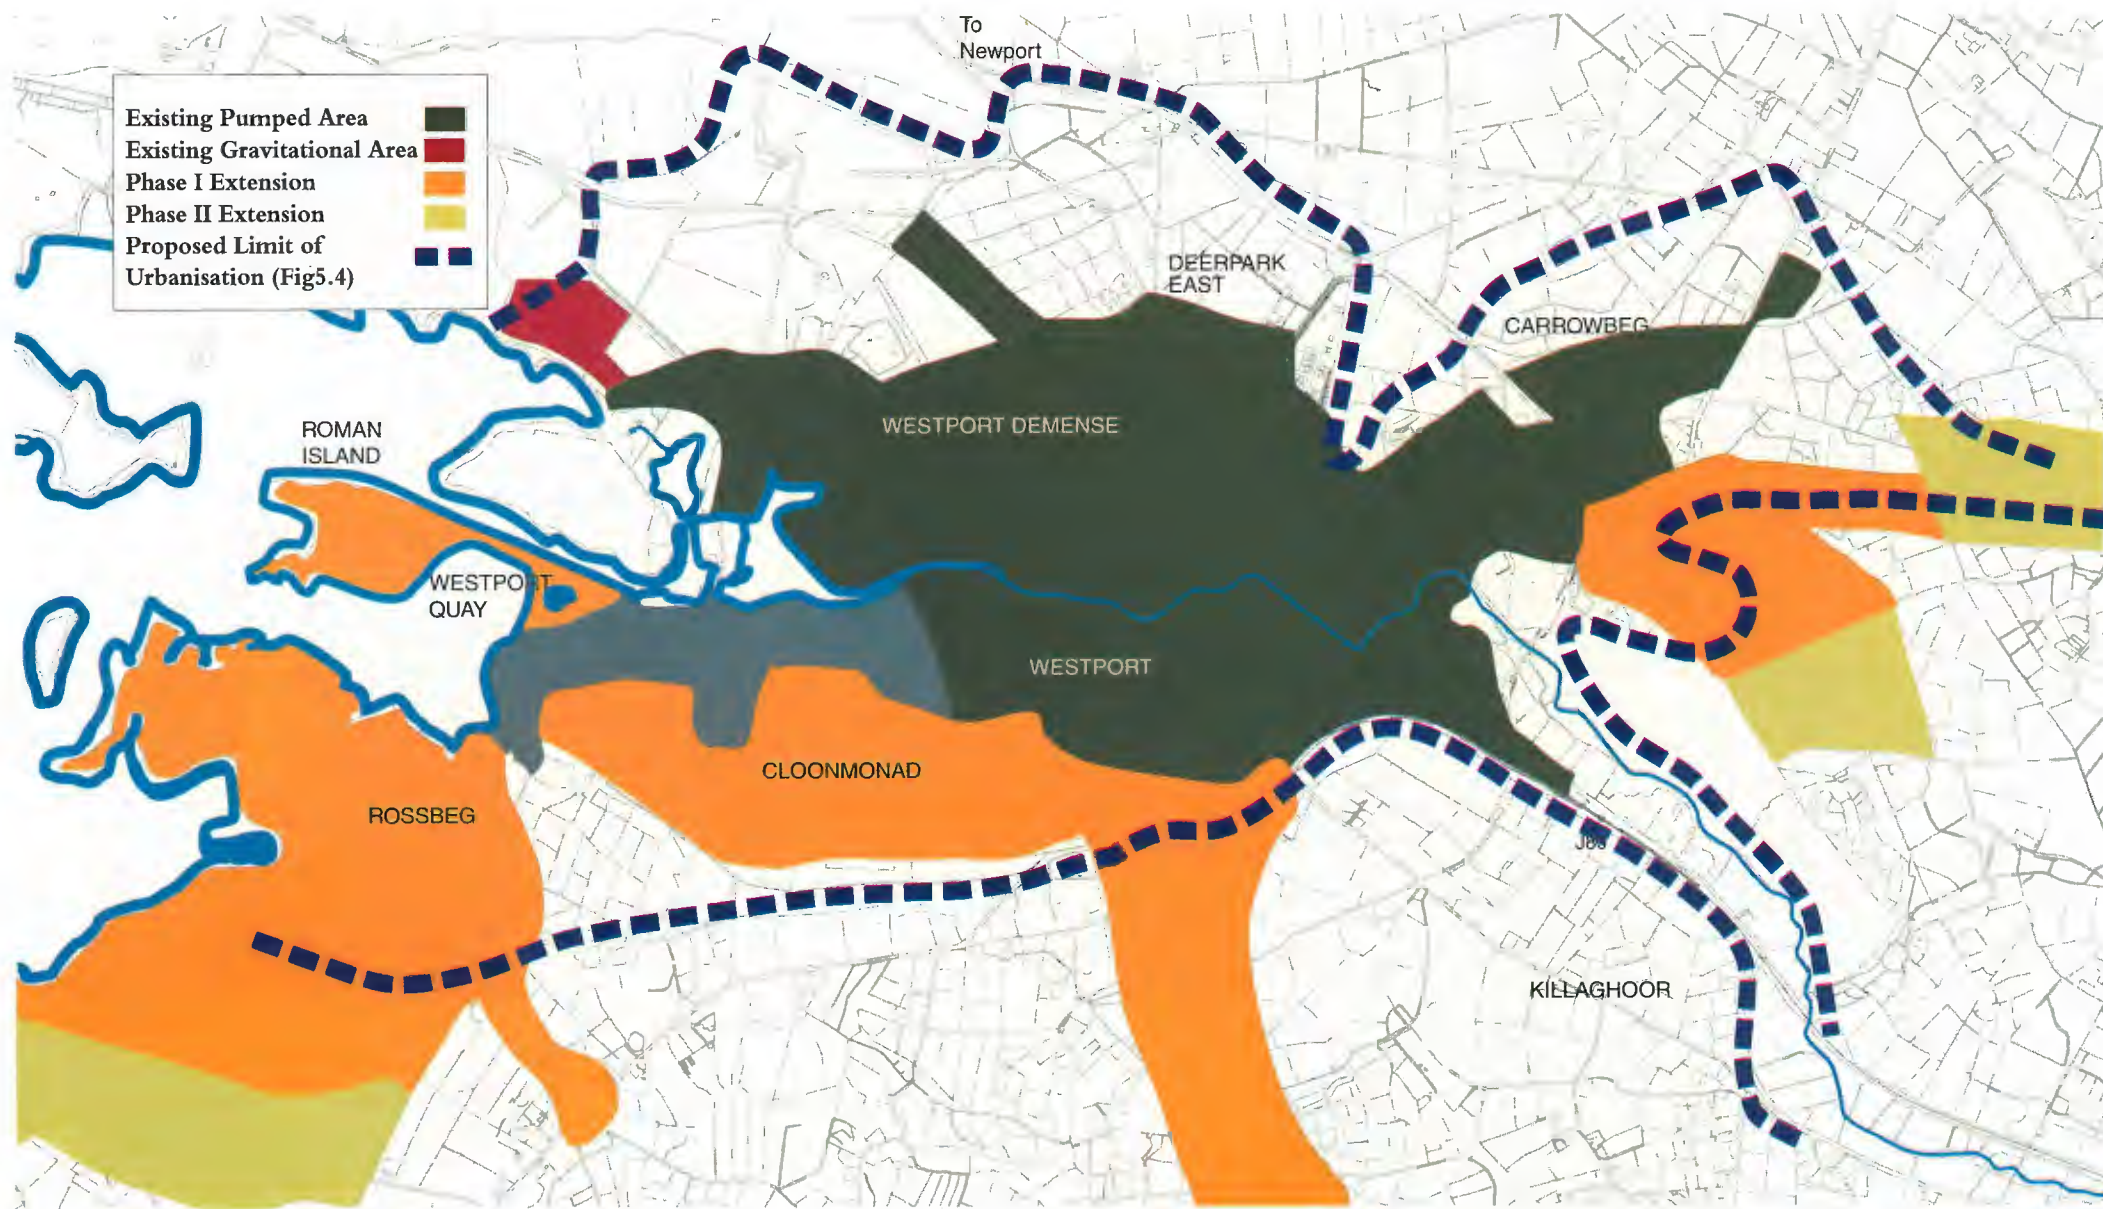 To
Newport
Existing Pumped Area
Existing Gravitational Area
Phase I Extension
Phase II Extension
Proposed Limit of
Urbanisation (Fig5.4)
DEERPARK
EAST
CARROWBEG
ROMAN
ISLAND
WESTPORT DEMENSE
WESTPORT
QUAY
WESTPORT
CLOONMONAD
ROSSBEG
KILLAGHOOR